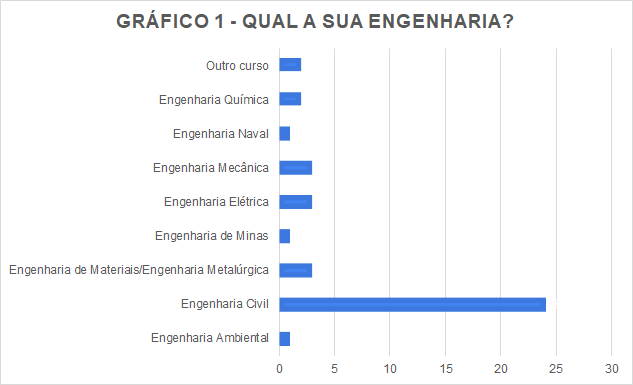 GRÁFICO 1 - QUAL A SUA ENGENHARIA?
Outro curso
Engenharia Química
Engenharia Naval
Engenharia Mecânica
Engenharia Elétrica
Engenharia de Minas
Engenharia de Materiais/Engenharia Metalúrgica
Engenharia Civil
Engenharia Ambiental
0 5 10 15 20 25 30